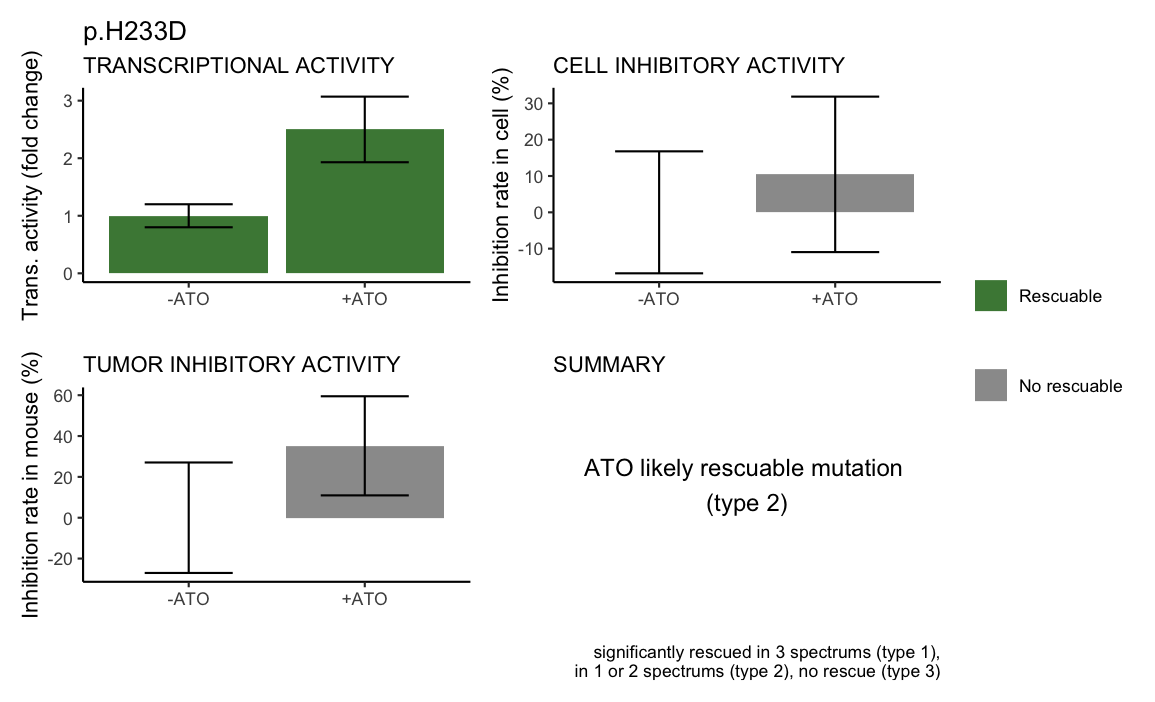 p.H233D
TRANSCRIPTIONAL ACTIVITY
Trans. activity (fold change)
3
2
1
0
-ATO
+ATO
CELL INHIBITORY ACTIVITY
Inhibition rate in cell (%)
30
20
10
0
-10
-ATO
+ATO
Rescuable
No rescuable
TUMOR INHIBITORY ACTIVITY
Inhibition rate in mouse (%)
60
40
20
0
-20
-ATO
+ATO
SUMMARY
ATO likely rescuable mutation
(type 2)
significantly rescued in 3 spectrums (type 1),
in 1 or 2 spectrums (type 2), no rescue (type 3)